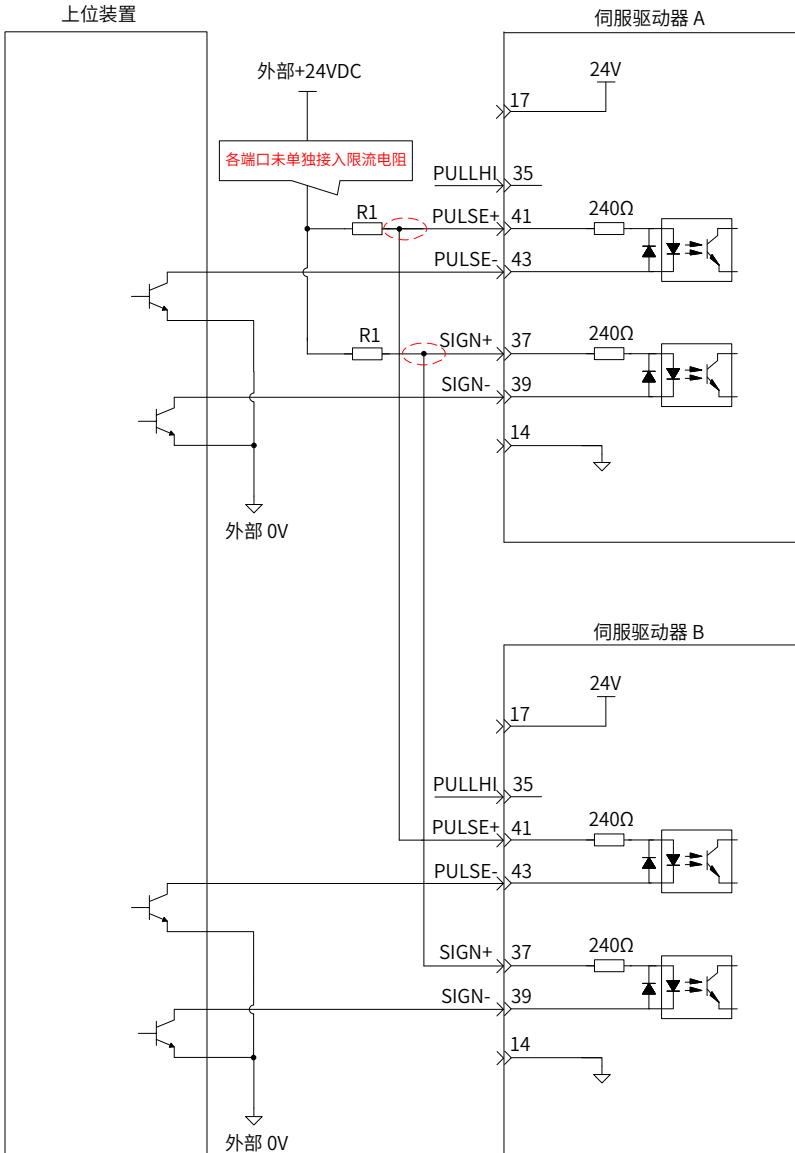 上位装置
伺服驱动器 A
外部+24VDC
24V
17
各端口未单独接入限流电阻
PULLHI 35
R1
PULSE+ 41
240Ω
PULSE- 43
R1
SIGN+ 37
240Ω
SIGN- 39
14
外部 0V
伺服驱动器 B
24V
17
PULLHI 35
PULSE+ 41
240Ω
PULSE- 43
SIGN+ 37
240Ω
SIGN- 39
14
外部 0V